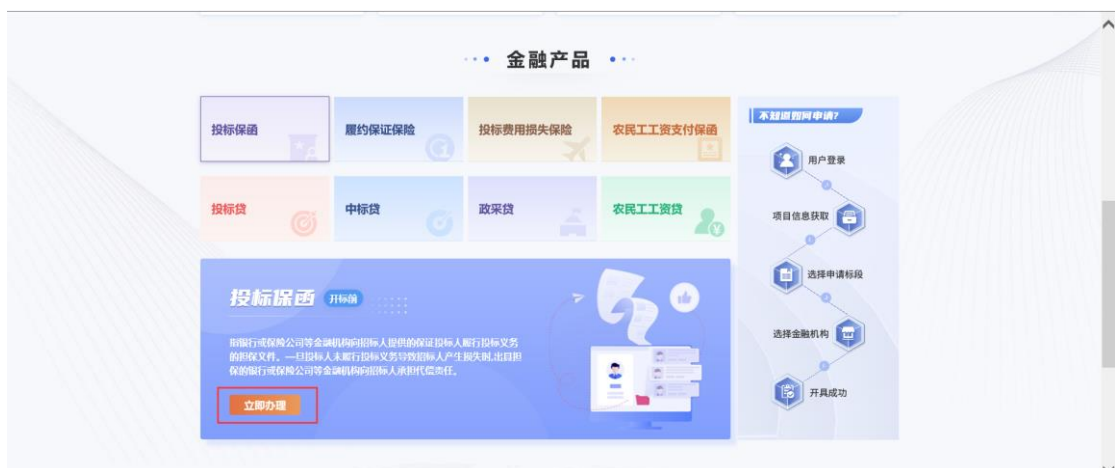 金融产品
投标保函
履约保证保险
投标费用损失保险
农民工工资支付保函
投标贷
中标贷
政采贷
农民工工资贷
投标保函 开标前
指银行或保险公司等金融机构向招标人提供的保证投标人履行投标义务
的担保文件。一旦投标人未履行投标义务导致招标人产生损失时,出具担
保的银行或保险公司等金融机构向招标人承担代偿责任。
立即办理
不知道如何申请?
用户登录
项目信息获取
选择申请标段
选择金融机构
开具成功